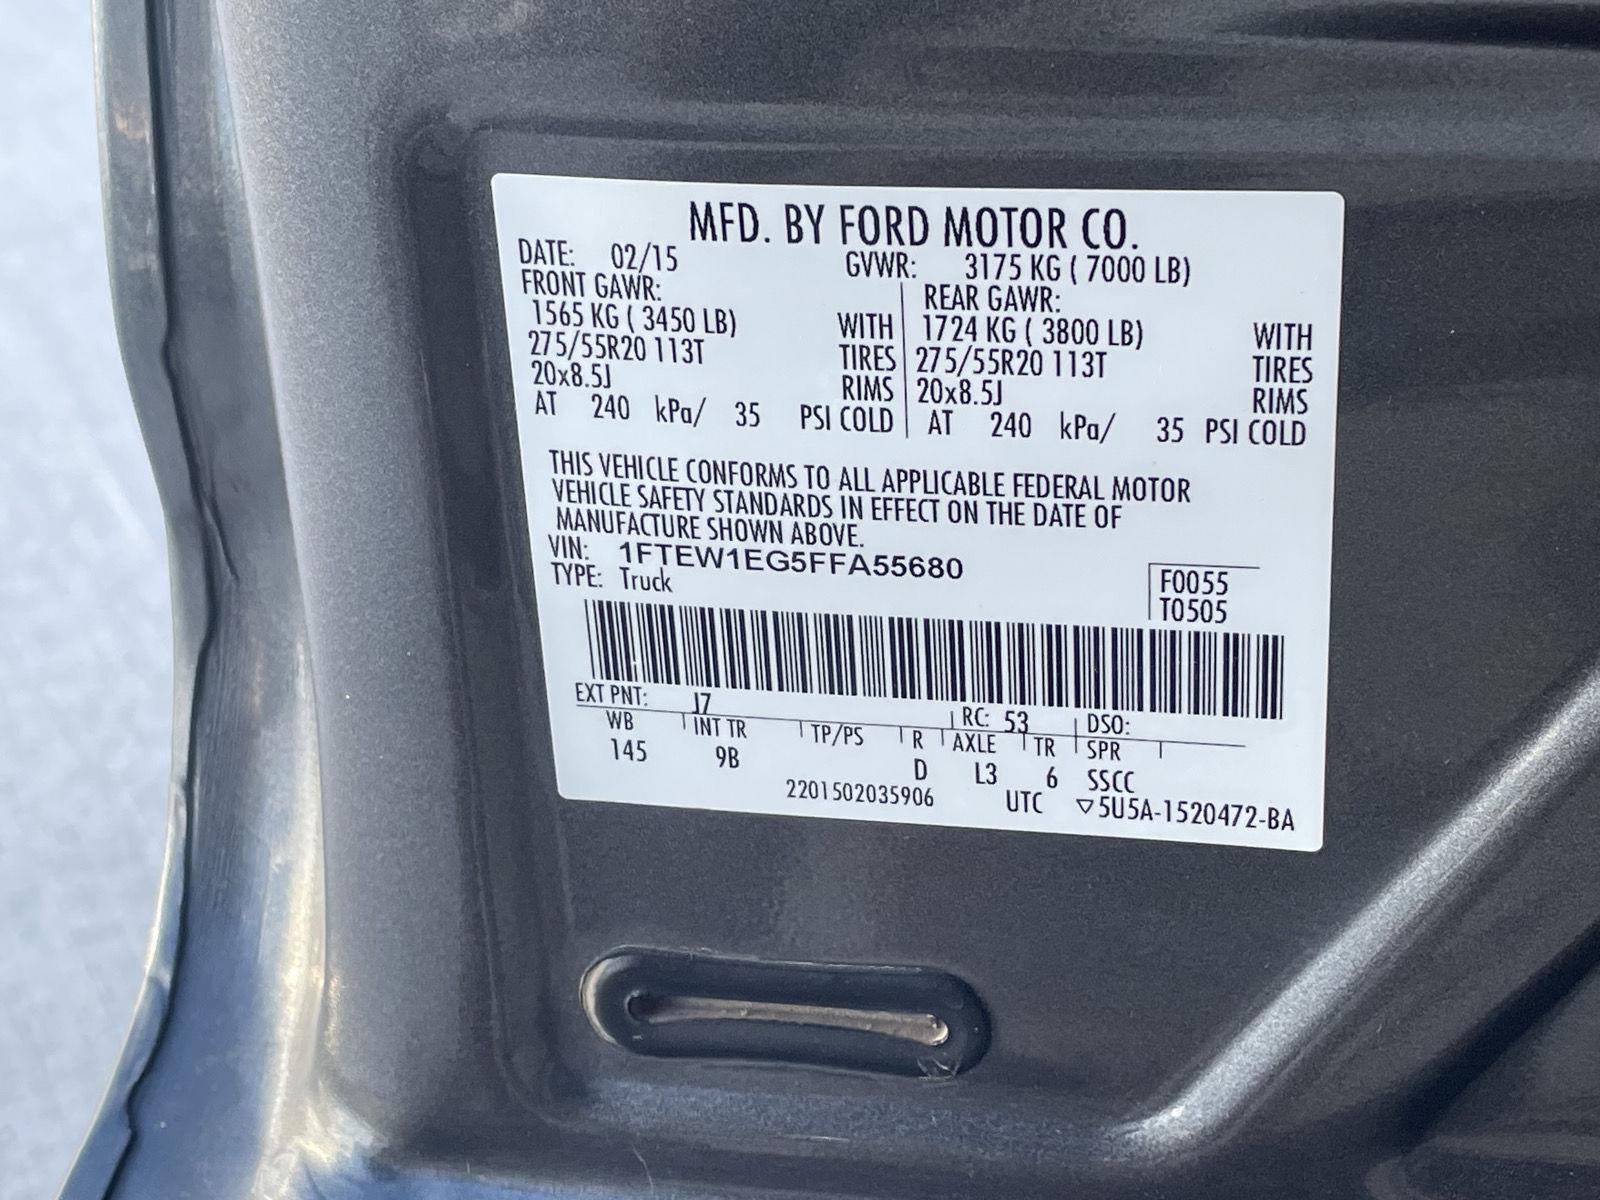 MFD. BY FORD MOTOR CO.
DATE: 02/15 GVWR: 3175 KG ( 7000 LB)
FRONT GAWR: REAR GAWR:
1565 KG ( 3450 LB) WITH 1724 KG ( 3800 LB) WITH
275/55R20 113T TIRES 275/55R20 113T TIRES
20x8.5J RIMS 20x8.5J RIMS
AT 240 kPa/ 35 PSI COLD AT 240 kPa/ 35 PSI COLD
THIS VEHICLE CONFORMS TO ALL APPLICABLE FEDERAL MOTOR
VEHICLE SAFETY STANDARDS IN EFFECT ON THE DATE OF
MANUFACTURE SHOWN ABOVE.
VIN: 1FTEW1EG5FFA55680
TYPE: Truck
F0055
T0505
EXT PNT: J7 RC: 53 DSO:
WB INT TR TP/PS R AXLE TR SPR
145 9B D L3 6 SSCC
2201502035906 UTC ▽5U5A-1520472-BA